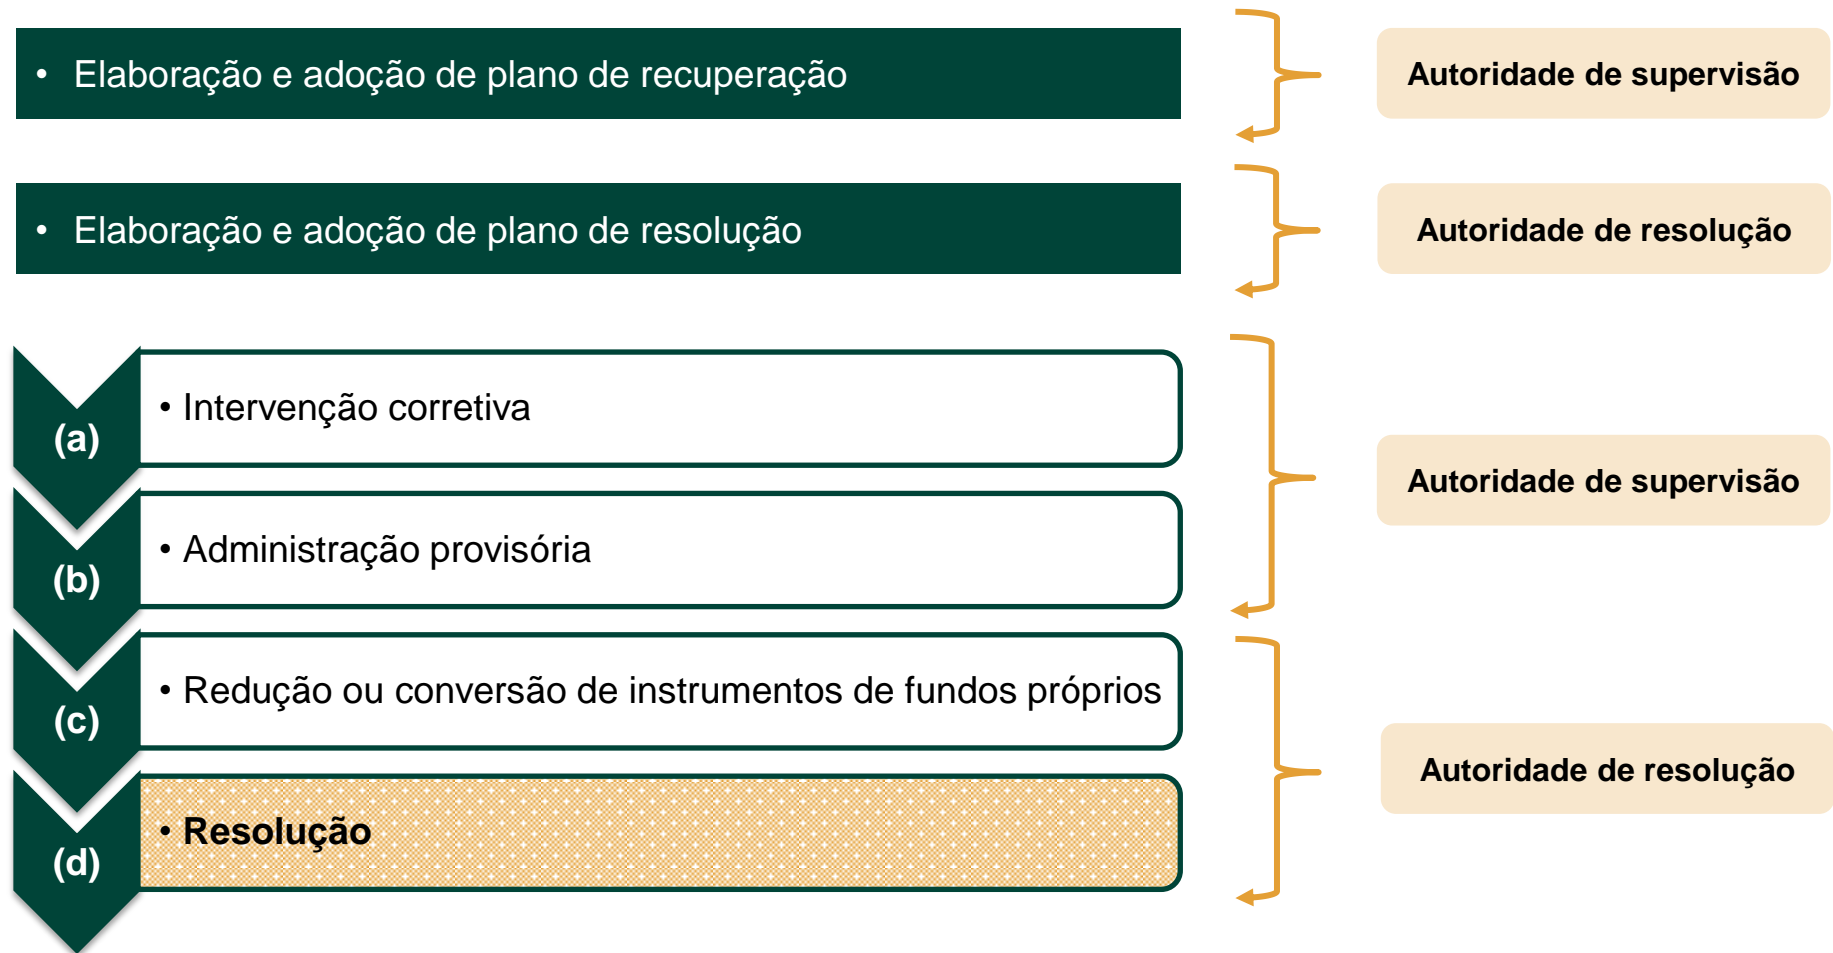 • Elaboração e adoção de plano de recuperação
Autoridade de supervisão
• Elaboração e adoção de plano de resolução
Autoridade de resolução
(a)
• Intervenção corretiva
(b)
• Administração provisória
Autoridade de supervisão
(c)
• Redução ou conversão de instrumentos de fundos próprios
(d)
• Resolução
Autoridade de resolução